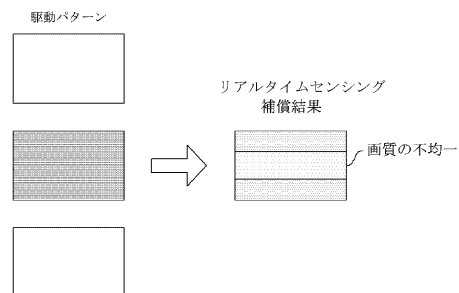 駆動パターン
リアルタイムセンシング
補償結果
画質の不均一